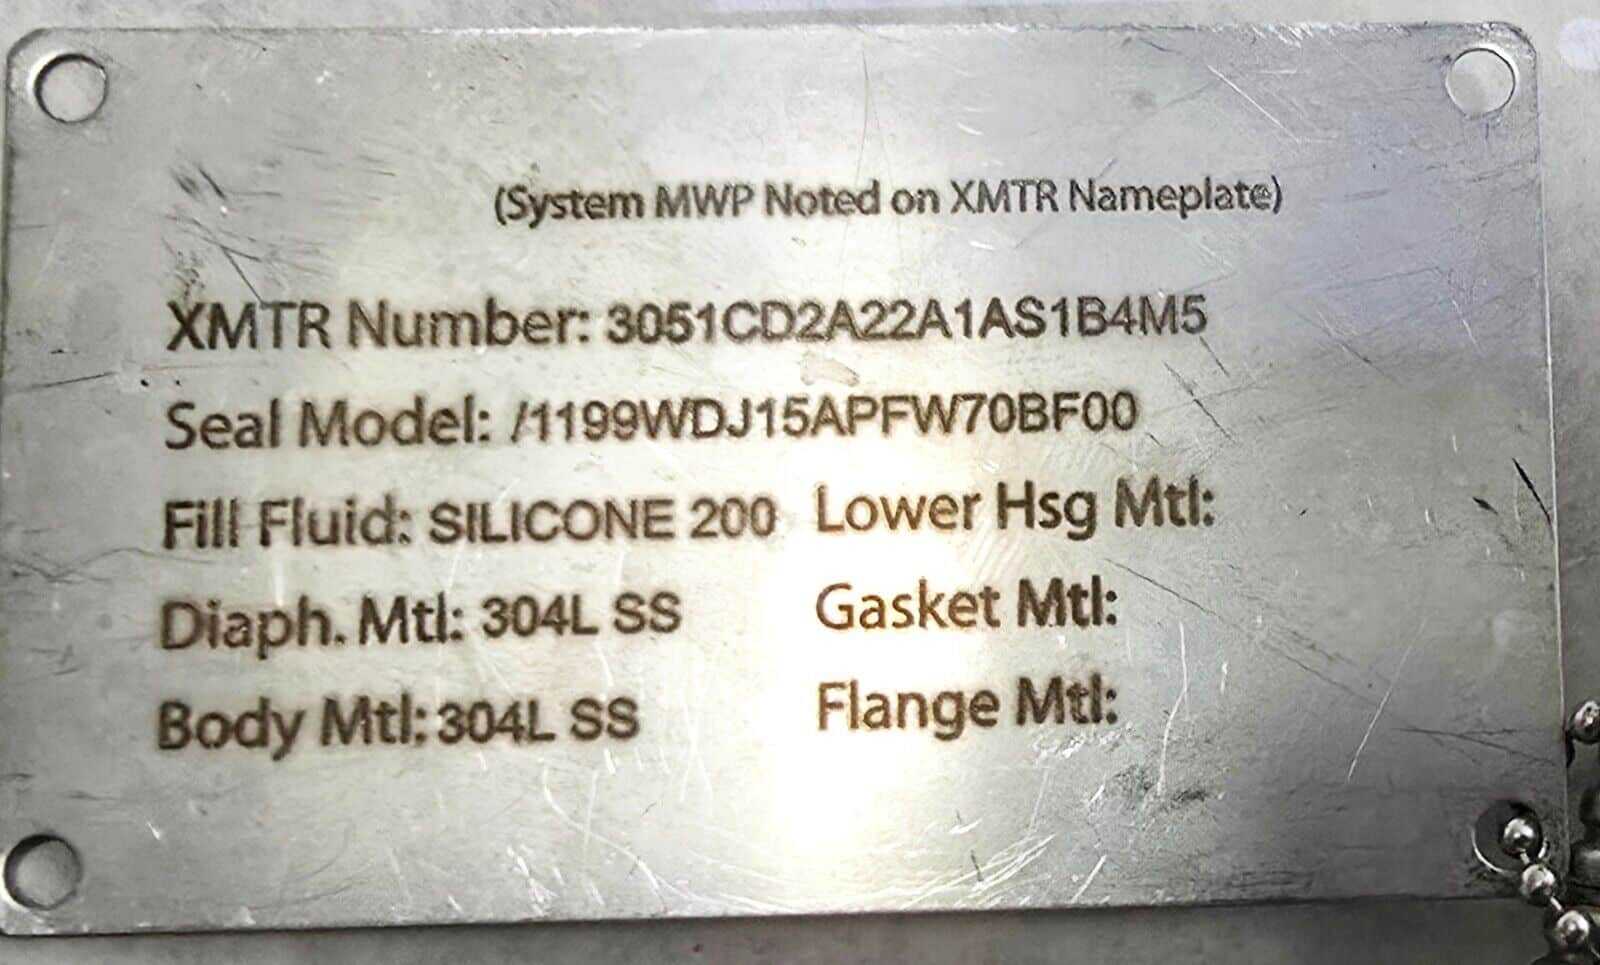 (System MWP Noted on XMTR Nameplate)
XMTR Number: 3051CD2A22A1AS1B4M5
Seal Model: /1199WDJ15APFW70BF00
Fill Fluid: SILICONE 200 Lower Hsg Mtl:
Diaph. Mtl: 304L SS Gasket Mtl:
Body Mtl: 304L SS Flange Mtl: